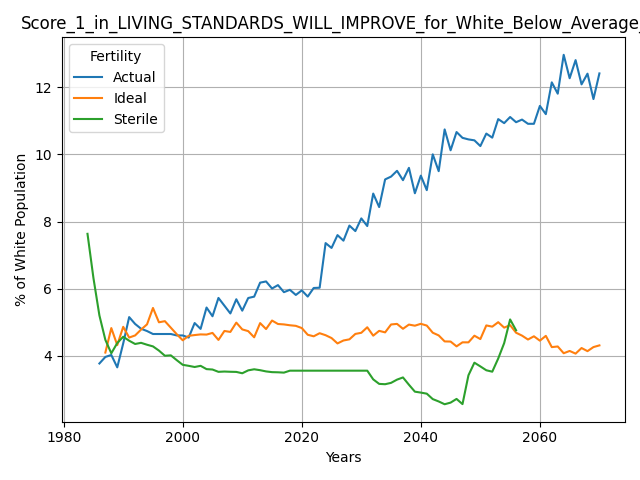 Score_1_in_LIVING_STANDARDS_WILL_IMPROVE_for_White_Below_Average_
Fertility
Actual
Ideal
Sterile
% of White Population
12
10
8
6
4
1980 2000 2020 2040 2060
Years